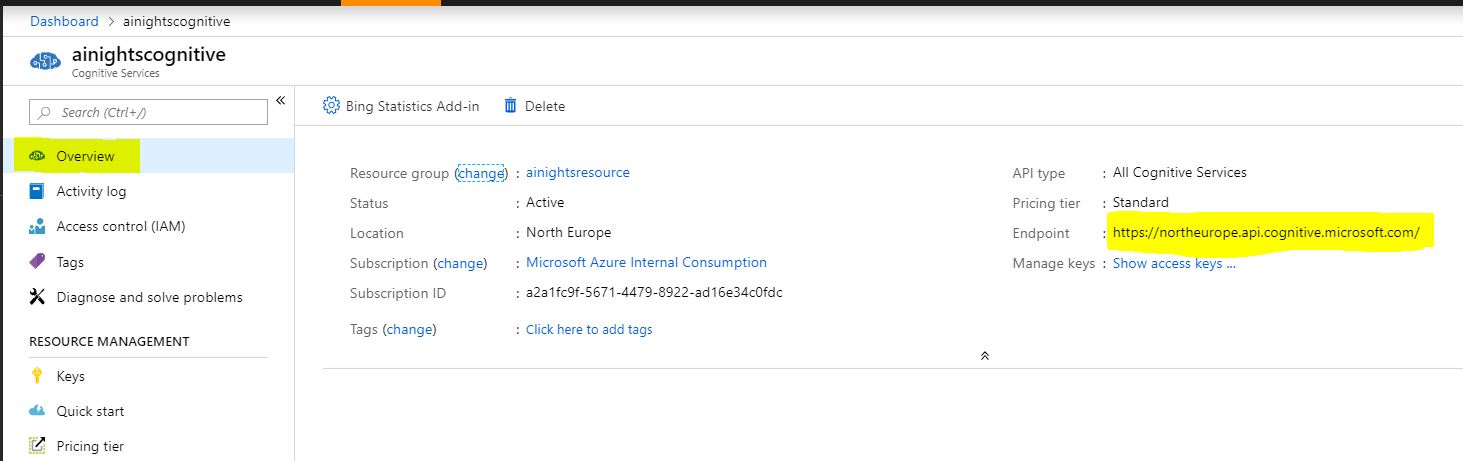 Dashboard > ainightscognitive
ainightscognitive
Cognitive Services
Search (Ctrl+/)
«
Overview
Activity log
Access control (IAM)
Tags
Diagnose and solve problems
RESOURCE MANAGEMENT
Keys
Quick start
Pricing tier
Bing Statistics Add-in Delete
Resource group (change) : ainightsresource
Status : Active
Location : North Europe
Subscription (change) : Microsoft Azure Internal Consumption
Subscription ID : a2a1fc9f-5671-4479-8922-ad16e34c0fdc
Tags (change) : Click here to add tags
API type : All Cognitive Services
Pricing tier : Standard
Endpoint : https://northeurope.api.cognitive.microsoft.com/
Manage keys : Show access keys ...